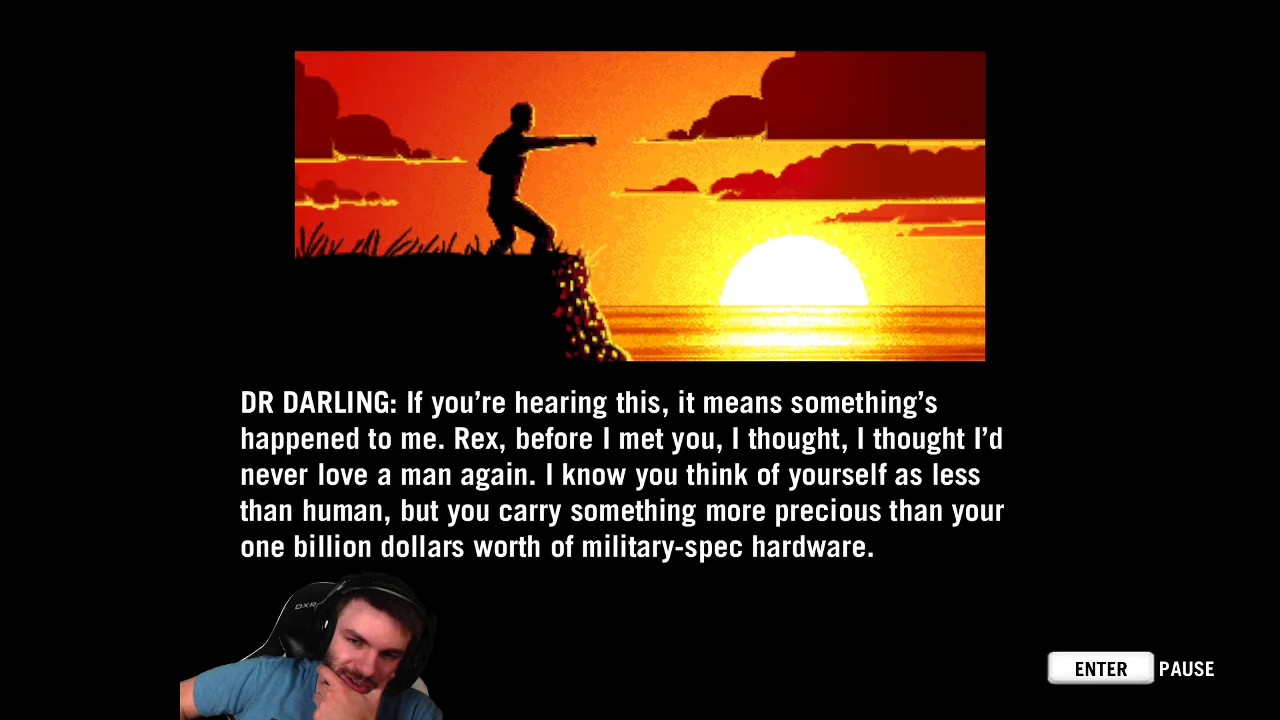 DR DARLING: If you're hearing this, it means something's
happened to me. Rex, before I met you, I thought, I thought I'd
never love a man again. I know you think of yourself as less
than human, but you carry something more precious than your
one billion dollars worth of military-spec hardware.
DXR
ENTER PAUSE